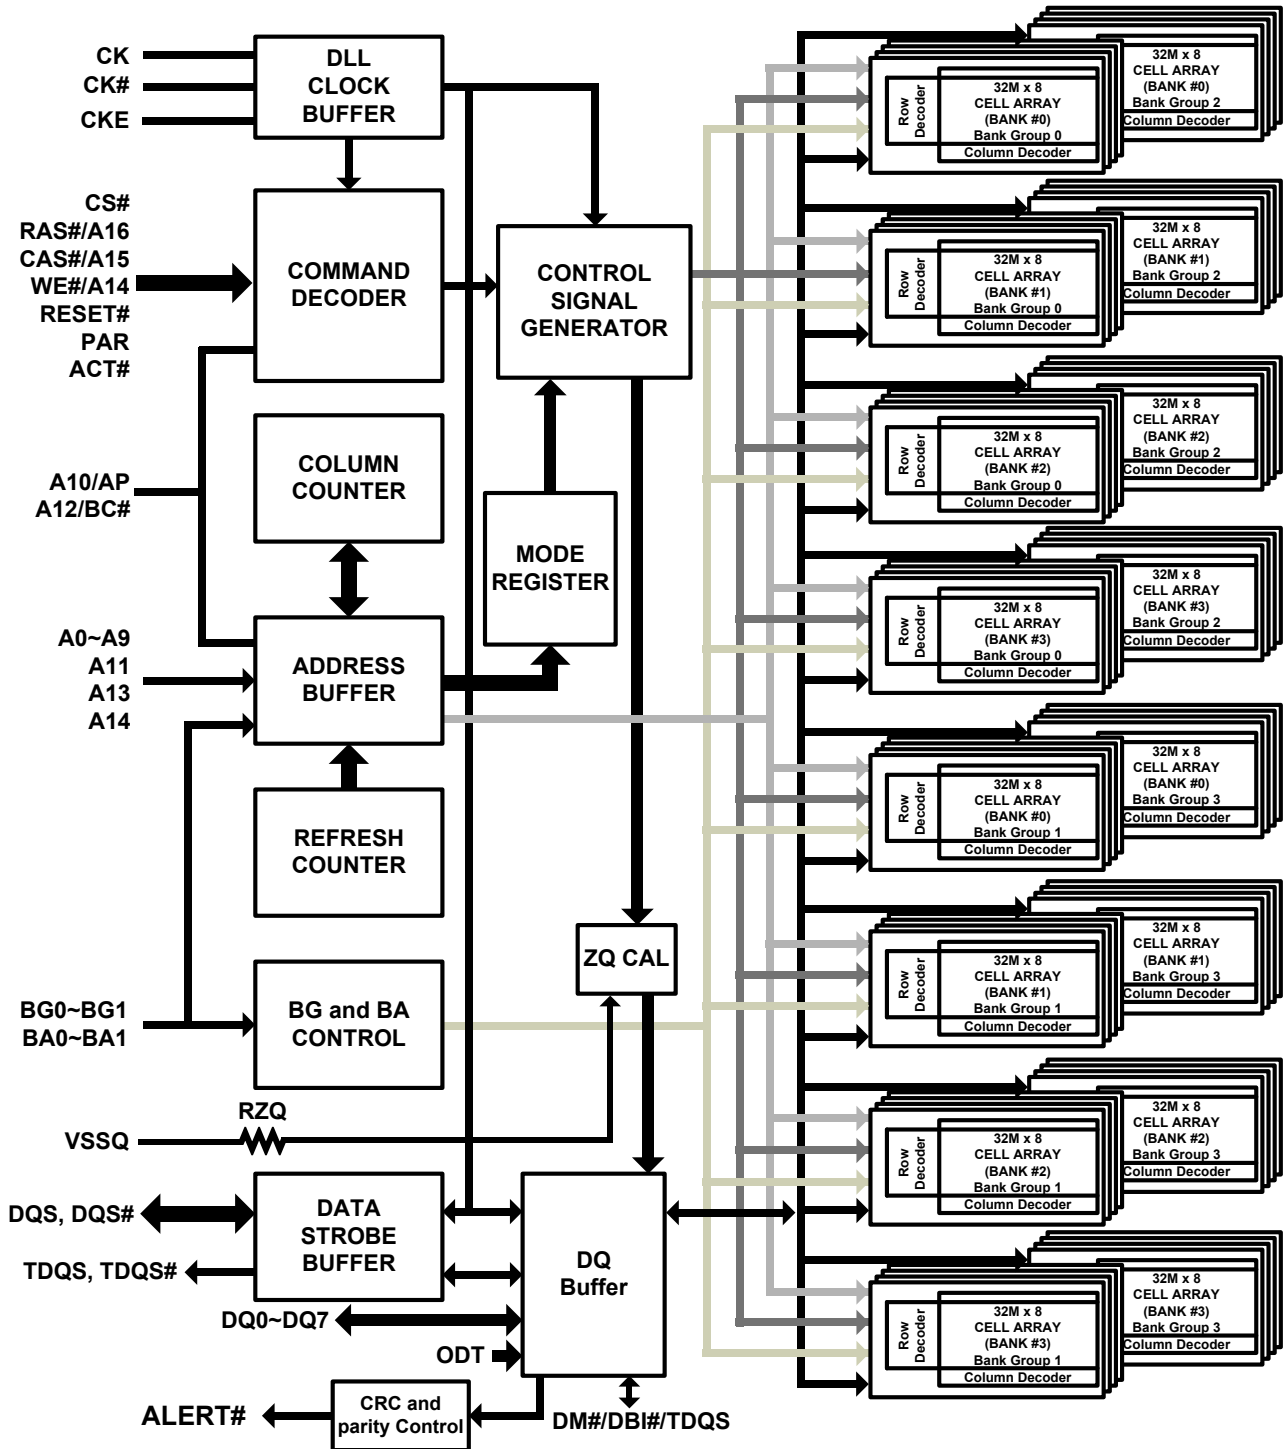 CK
CK#
CKE
DLL
CLOCK
BUFFER
CS#
RAS#/A16
CAS#/A15
WE#/A14
RESET#
PAR
ACT#
COMMAND
DECODER
CONTROL
SIGNAL
GENERATOR
A10/AP
A12/BC#
COLUMN
COUNTER
MODE
REGISTER
A0~A9
A11
A13
A14
ADDRESS
BUFFER
REFRESH
COUNTER
ZQ CAL
BG0~BG1
BA0~BA1
BG and BA
CONTROL
RZQ
VSSQ
DQS, DQS#
TDQS, TDQS#
DATA
STROBE
BUFFER
DQ
Buffer
DQ0~DQ7
ODT
ALERT#
CRC and
parity Control
DM#/DBI#/TDQS
32M x 8
CELL ARRAY
(BANK #0)
Bank Group 2
Column Decoder
Row
Decoder
32M x 8
CELL ARRAY
(BANK #0)
Bank Group 0
Column Decoder
32M x 8
CELL ARRAY
(BANK #1)
Bank Group 2
Column Decoder
Row
Decoder
32M x 8
CELL ARRAY
(BANK #1)
Bank Group 0
Column Decoder
32M x 8
CELL ARRAY
(BANK #2)
Bank Group 2
Column Decoder
Row
Decoder
32M x 8
CELL ARRAY
(BANK #2)
Bank Group 0
Column Decoder
32M x 8
CELL ARRAY
(BANK #3)
Bank Group 2
Column Decoder
Row
Decoder
32M x 8
CELL ARRAY
(BANK #3)
Bank Group 0
Column Decoder
32M x 8
CELL ARRAY
(BANK #0)
Bank Group 3
Column Decoder
Row
Decoder
32M x 8
CELL ARRAY
(BANK #0)
Bank Group 1
Column Decoder
32M x 8
CELL ARRAY
(BANK #1)
Bank Group 3
Column Decoder
Row
Decoder
32M x 8
CELL ARRAY
(BANK #1)
Bank Group 1
Column Decoder
32M x 8
CELL ARRAY
(BANK #2)
Bank Group 3
Column Decoder
Row
Decoder
32M x 8
CELL ARRAY
(BANK #2)
Bank Group 1
Column Decoder
32M x 8
CELL ARRAY
(BANK #3)
Bank Group 3
Column Decoder
Row
Decoder
32M x 8
CELL ARRAY
(BANK #3)
Bank Group 1
Column Decoder